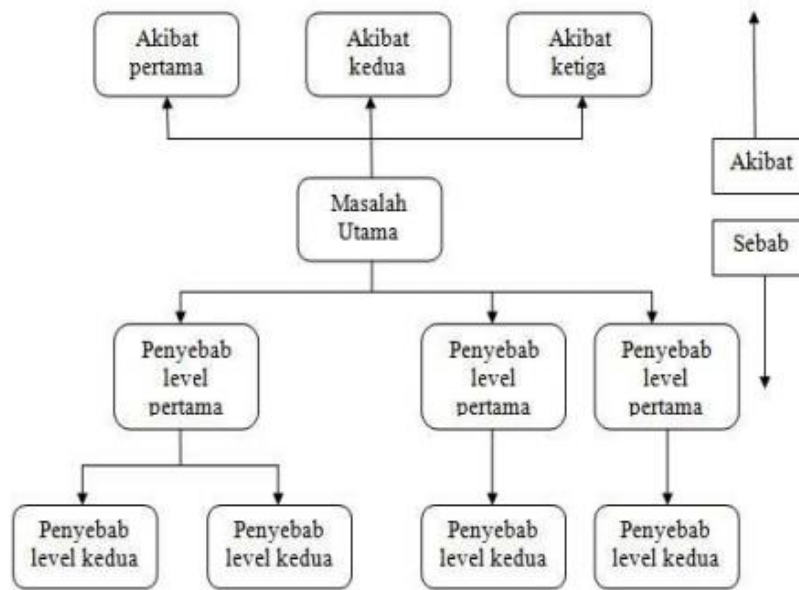 Akibat
pertama
Akibat
kedua
Akibat
ketiga
Akibat
Masalah
Utama
Sebab
Penyebab
level
pertama
Penyebab
level
pertama
Penyebab
level
pertama
Penyebab
level kedua
Penyebab
level kedua
Penyebab
level kedua
Penyebab
level kedua